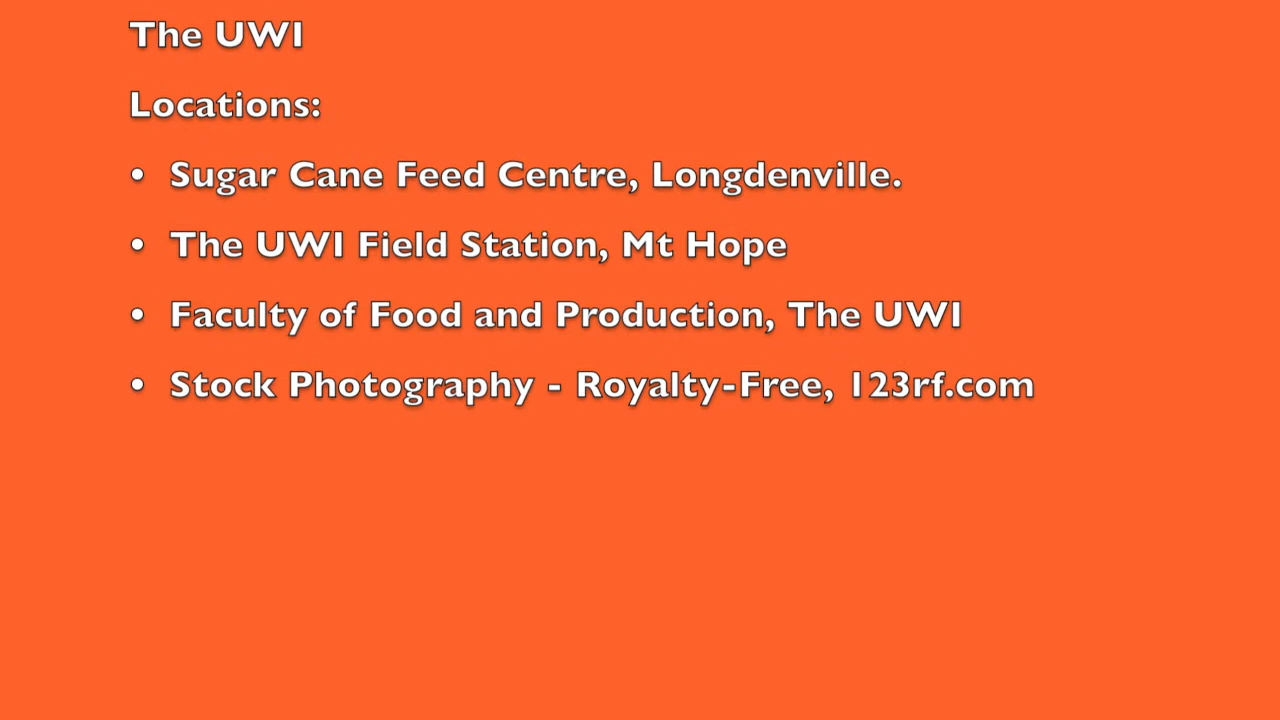 The UWI
Locations:
• Sugar Cane Feed Centre, Longdenville.
• The UWI Field Station, Mt Hope
• Faculty of Food and Production, The UWI
• Stock Photography - Royalty-Free, 123rf.com